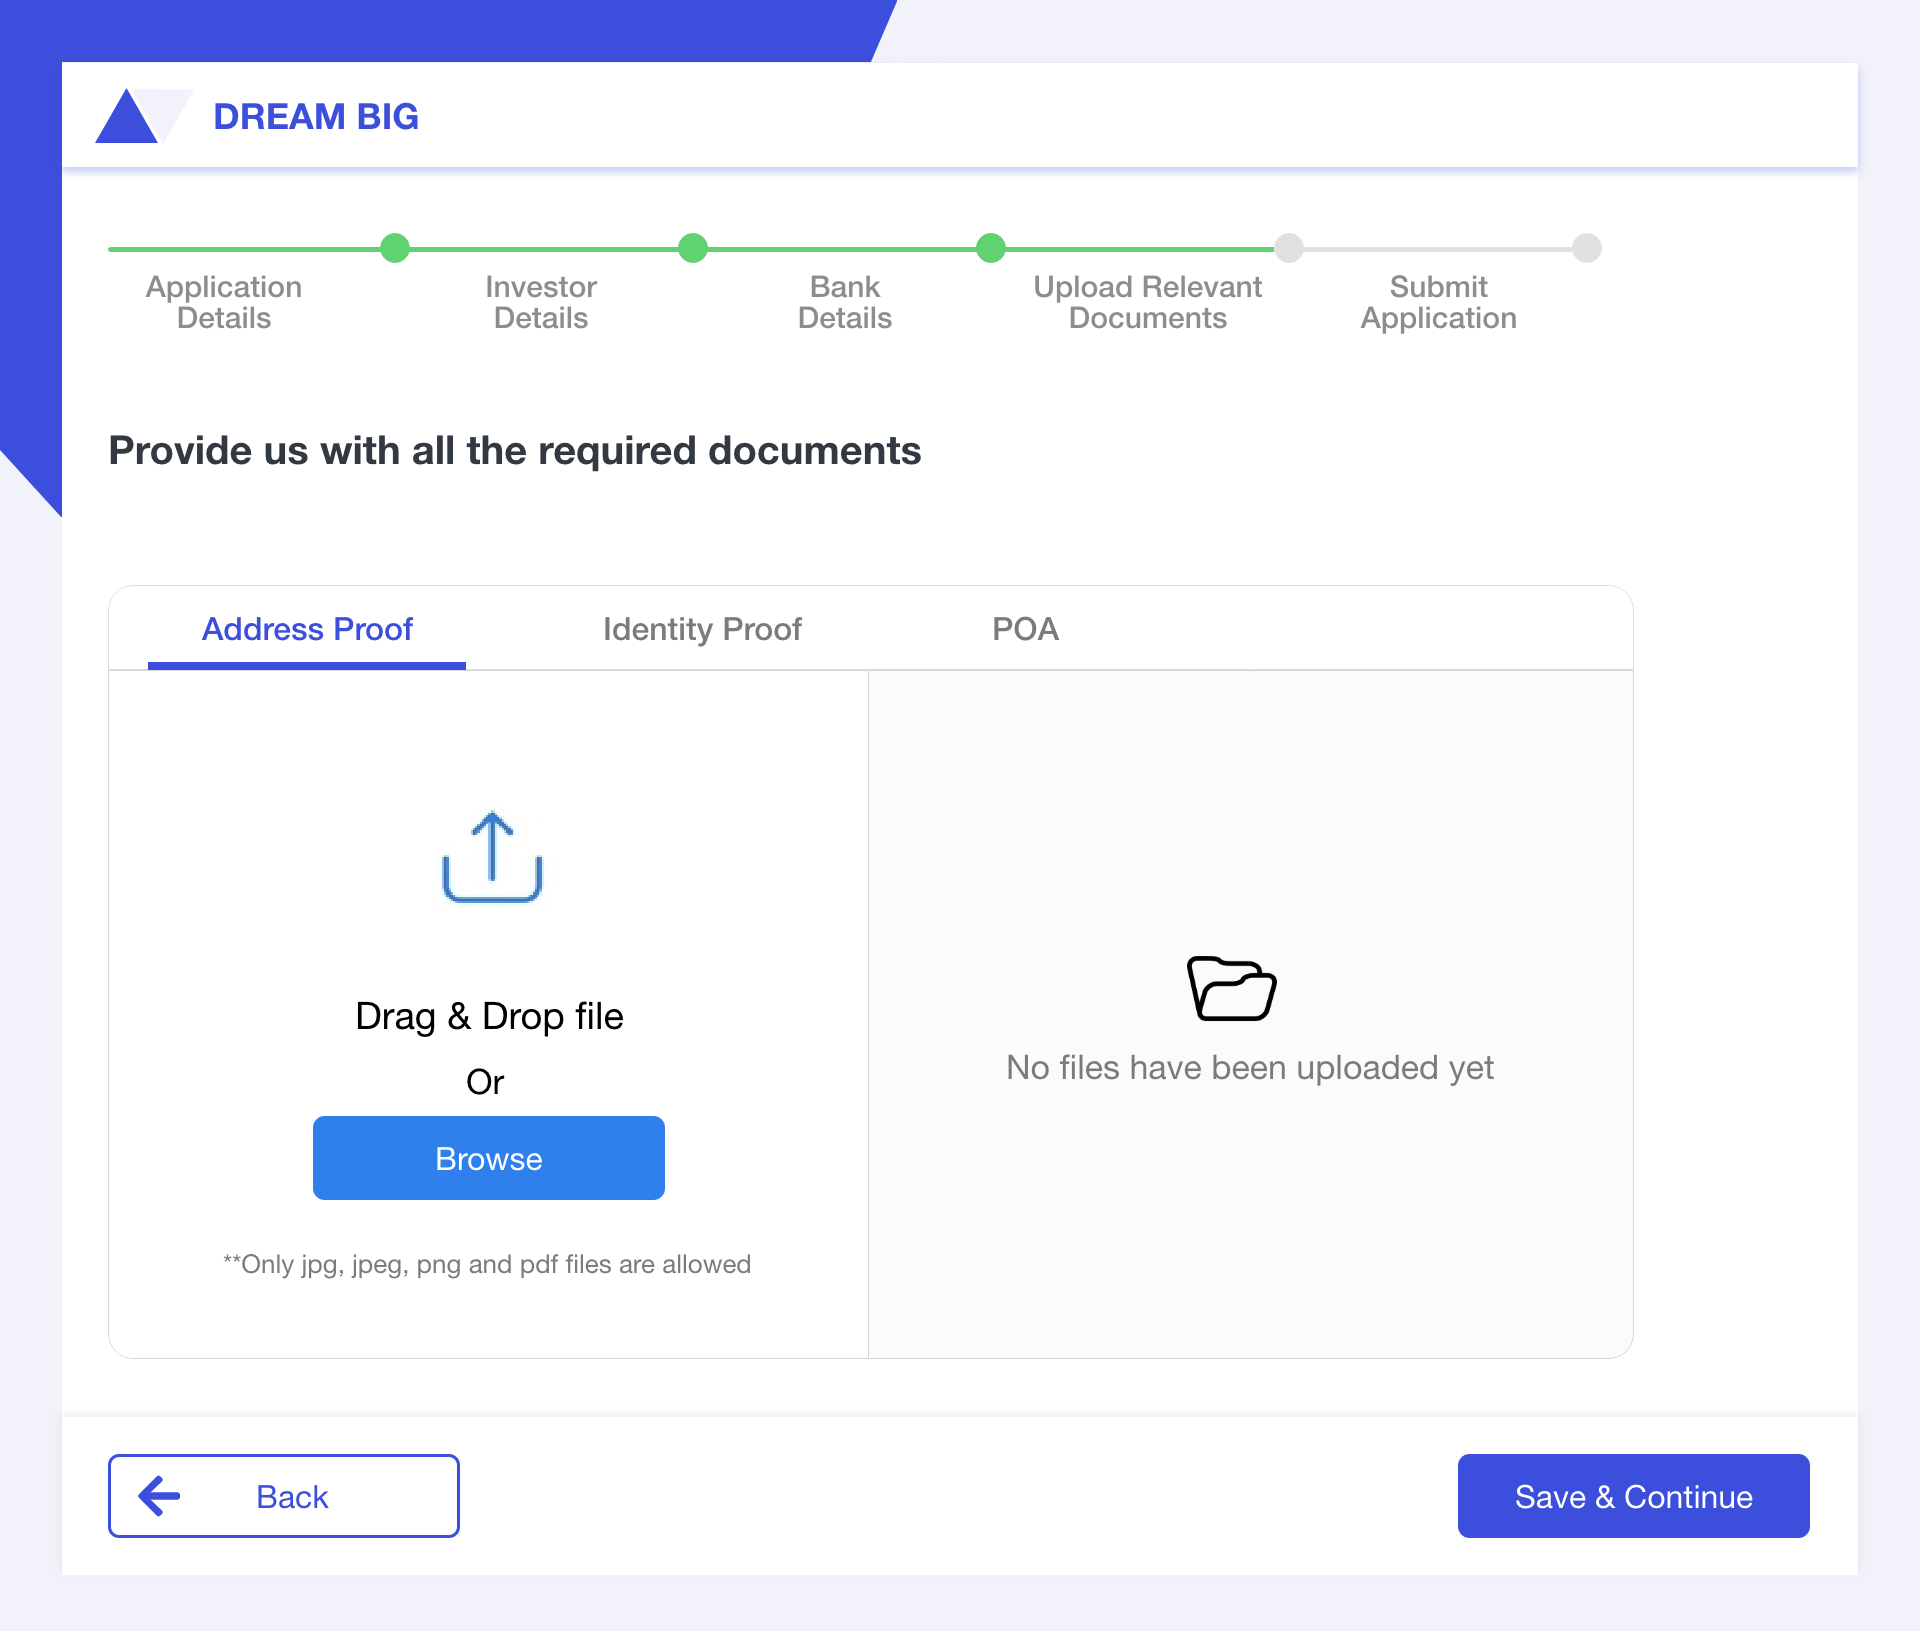 DREAM BIG
Application
Details
Investor
Details
Bank
Details
Upload Relevant
Documents
Submit
Application
Provide us with all the required documents
Address Proof
Identity Proof
POA
Drag & Drop file
Or
Browse
**Only jpg, jpeg, png and pdf files are allowed
No files have been uploaded yet
Back
Save & Continue